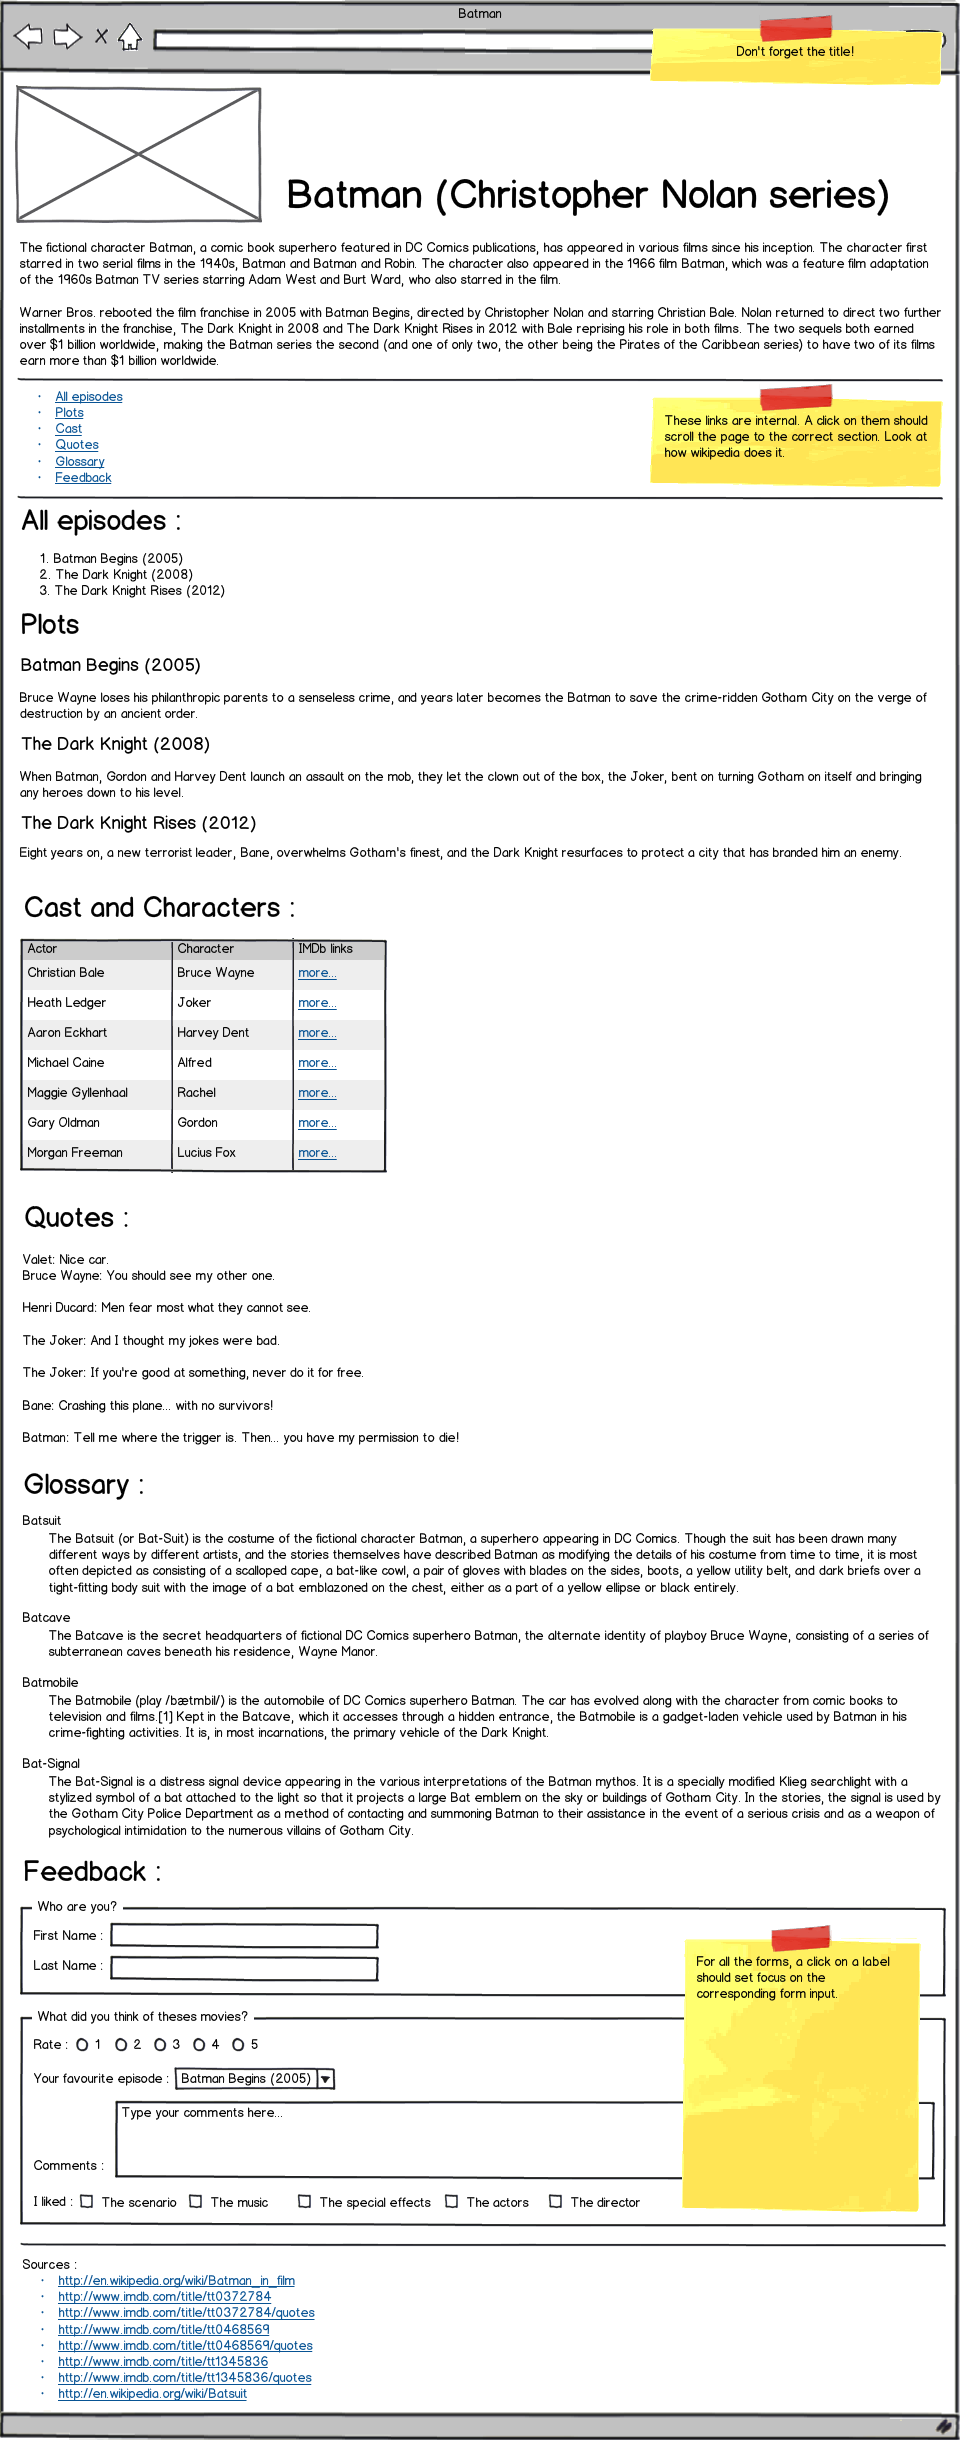 Batman
Don't forget the title!
Batman (Christopher Nolan series)
The fictional character Batman, a comic book superhero featured in DC Comics publications, has appeared in various films since his inception. The character first
starred in two serial films in the 1940s, Batman and Batman and Robin. The character also appeared in the 1966 film Batman, which was a feature film adaptation
of the 1960s Batman TV series starring Adam West and Burt Ward, who also starred in the film.
Warner Bros. rebooted the film franchise in 2005 with Batman Begins, directed by Christopher Nolan and starring Christian Bale. Nolan returned to direct two further
installments in the franchise, The Dark Knight in 2008 and The Dark Knight Rises in 2012 with Bale reprising his role in both films. The two sequels both earned
over $1 billion worldwide, making the Batman series the second (and one of only two, the other being the Pirates of the Caribbean series) to have two of its films
earn more than $1 billion worldwide.
· All episodes
· Plots
· Cast
· Quotes
· Glossary
· Feedback
These links are internal. A click on them should
scroll the page to the correct section. Look at
how wikipedia does it.
All episodes :
1. Batman Begins (2005)
2. The Dark Knight (2008)
3. The Dark Knight Rises (2012)
Plots
Batman Begins (2005)
Bruce Wayne loses his philanthropic parents to a senseless crime, and years later becomes the Batman to save the crime-ridden Gotham City on the verge of
destruction by an ancient order.
The Dark Knight (2008)
When Batman, Gordon and Harvey Dent launch an assault on the mob, they let the clown out of the box, the Joker, bent on turning Gotham on itself and bringing
any heroes down to his level.
The Dark Knight Rises (2012)
Eight years on, a new terrorist leader, Bane, overwhelms Gotham's finest, and the Dark Knight resurfaces to protect a city that has branded him an enemy.
Cast and Characters :
Actor Character IMDb links
Christian Bale Bruce Wayne more...
Heath Ledger Joker more...
Aaron Eckhart Harvey Dent more...
Michael Caine Alfred more...
Maggie Gyllenhaal Rachel more...
Gary Oldman Gordon more...
Morgan Freeman Lucius Fox more...
Quotes :
Valet: Nice car.
Bruce Wayne: You should see my other one.
Henri Ducard: Men fear most what they cannot see.
The Joker: And I thought my jokes were bad.
The Joker: If you're good at something, never do it for free.
Bane: Crashing this plane... with no survivors!
Batman: Tell me where the trigger is. Then... you have my permission to die!
Glossary :
Batsuit
The Batsuit (or Bat-Suit) is the costume of the fictional character Batman, a superhero appearing in DC Comics. Though the suit has been drawn many
different ways by different artists, and the stories themselves have described Batman as modifying the details of his costume from time to time, it is most
often depicted as consisting of a scalloped cape, a bat-like cowl, a pair of gloves with blades on the sides, boots, a yellow utility belt, and dark briefs over a
tight-fitting body suit with the image of a bat emblazoned on the chest, either as a part of a yellow ellipse or black entirely.
Batcave
The Batcave is the secret headquarters of fictional DC Comics superhero Batman, the alternate identity of playboy Bruce Wayne, consisting of a series of
subterranean caves beneath his residence, Wayne Manor.
Batmobile
The Batmobile (play /bætmbil/) is the automobile of DC Comics superhero Batman. The car has evolved along with the character from comic books to
television and films.[1] Kept in the Batcave, which it accesses through a hidden entrance, the Batmobile is a gadget-laden vehicle used by Batman in his
crime-fighting activities. It is, in most incarnations, the primary vehicle of the Dark Knight.
Bat-Signal
The Bat-Signal is a distress signal device appearing in the various interpretations of the Batman mythos. It is a specially modified Klieg searchlight with a
stylized symbol of a bat attached to the light so that it projects a large Bat emblem on the sky or buildings of Gotham City. In the stories, the signal is used by
the Gotham City Police Department as a method of contacting and summoning Batman to their assistance in the event of a serious crisis and as a weapon of
psychological intimidation to the numerous villains of Gotham City.
Feedback :
Who are you?
First Name :
Last Name :
For all the forms, a click on a label
should set focus on the
corresponding form input.
What did you think of theses movies?
Rate : 1 2 3 4 5
Your favourite episode : Batman Begins (2005)
Type your comments here...
Comments :
I liked : The scenario The music The special effects The actors The director
Sources :
· http://en.wikipedia.org/wiki/Batman_in_film
· http://www.imdb.com/title/tt0372784
· http://www.imdb.com/title/tt0372784/quotes
· http://www.imdb.com/title/tt0468569
· http://www.imdb.com/title/tt0468569/quotes
· http://www.imdb.com/title/tt1345836
· http://www.imdb.com/title/tt1345836/quotes
· http://en.wikipedia.org/wiki/Batsuit